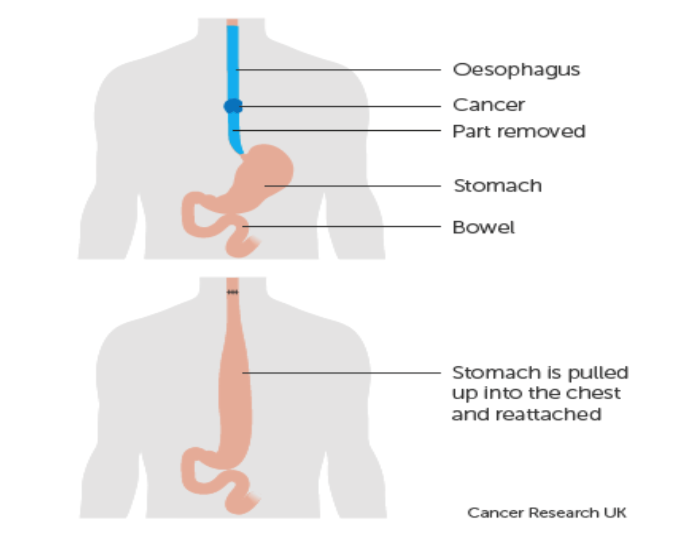 Oesophagus
Cancer
Part removed
Stomach
Bowel
Stomach is pulled
up into the chest
and reattached
Cancer Research UK